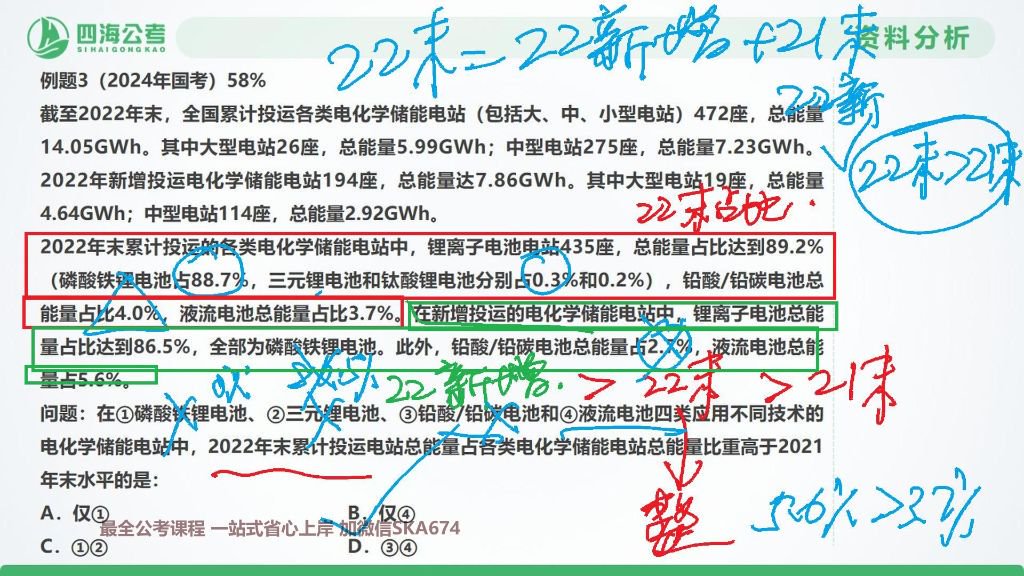 四海公考
SIHAIGONGKAO
资料分析
22末=22新增+21末
例题3（2024年国考）58%
22新
截至2022年末，全国累计投运各类电化学储能电站（包括大、中、小型电站）472座，总能量
14.05GWh。其中大型电站26座，总能量5.99GWh；中型电站275座，总能量7.23GWh。
22末>21末
2022年新增投运电化学储能电站194座，总能量达7.86GWh。其中大型电站19座，总能量
4.64GWh；中型电站114座，总能量2.92GWh。
22末占比
2022年末累计投运的各类电化学储能电站中，锂离子电池电站435座，总能量占比达到89.2%
（磷酸铁锂电池占88.7%，三元锂电池和钛酸锂电池分别占0.3%和0.2%），铅酸/铅碳电池总
能量占比4.0%，液流电池总能量占比3.7%。在新增投运的电化学储能电站中，锂离子电池总能
量占比达到86.5%，全部为磷酸铁锂电池。此外，铅酸/铅碳电池总能量占2.7%，液流电池总能
量占5.6%。
22新增>22末>21末
问题：在①磷酸铁锂电池、②三元锂电池、③铅酸/铅碳电池和④液流电池四类应用不同技术的
电化学储能电站中，2022年末累计投运电站总能量占各类电化学储能电站总能量比重高于2021
年末水平的是：
整
5.6%>3.7%
A．仅①
B．仅④
最全公考课程 一站式省心上岸 加微信SKA674
C．①②
D．③④